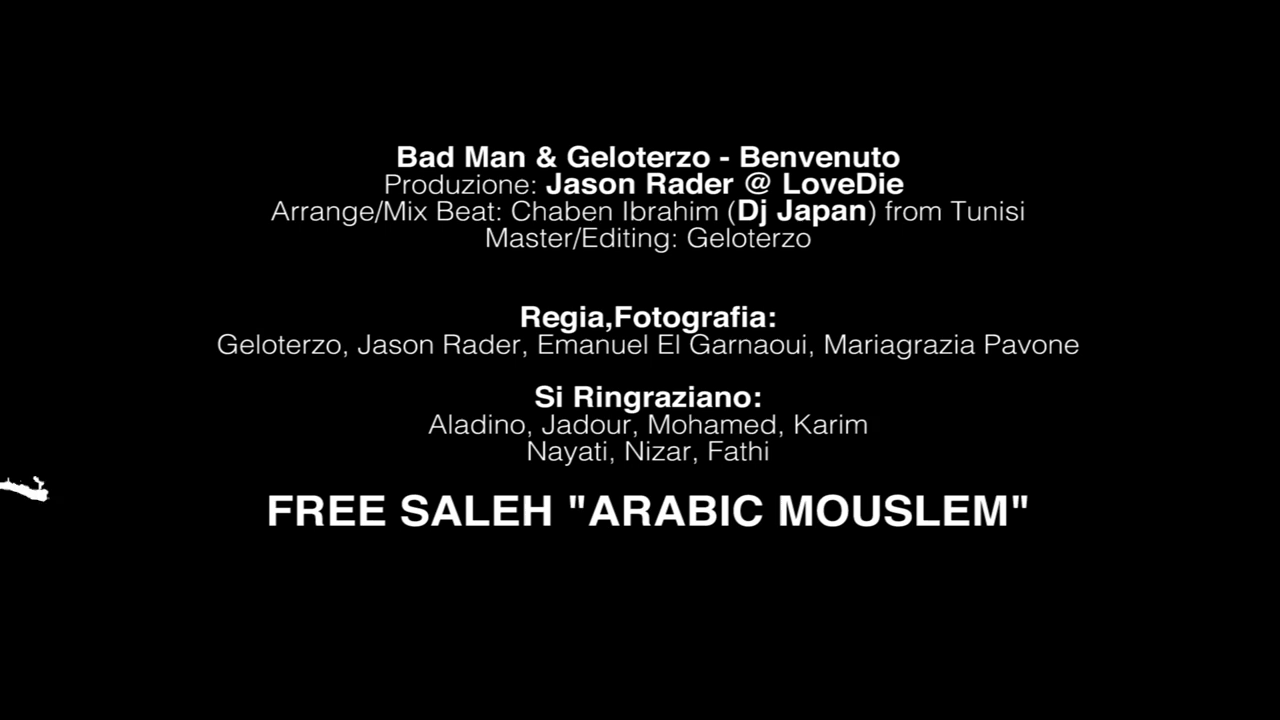 Bad Man & Geloterzo - Benvenuto
Produzione: Jason Rader @ LoveDie
Arrange/Mix Beat: Chaben Ibrahim (Dj Japan) from Tunisi
Master/Editing: Geloterzo
Regia,Fotografia:
Geloterzo, Jason Rader, Emanuel El Garnaoui, Mariagrazia Pavone
Si Ringraziano:
Aladino, Jadour, Mohamed, Karim
Nayati, Nizar, Fathi
FREE SALEH "ARABIC MOUSLEM"